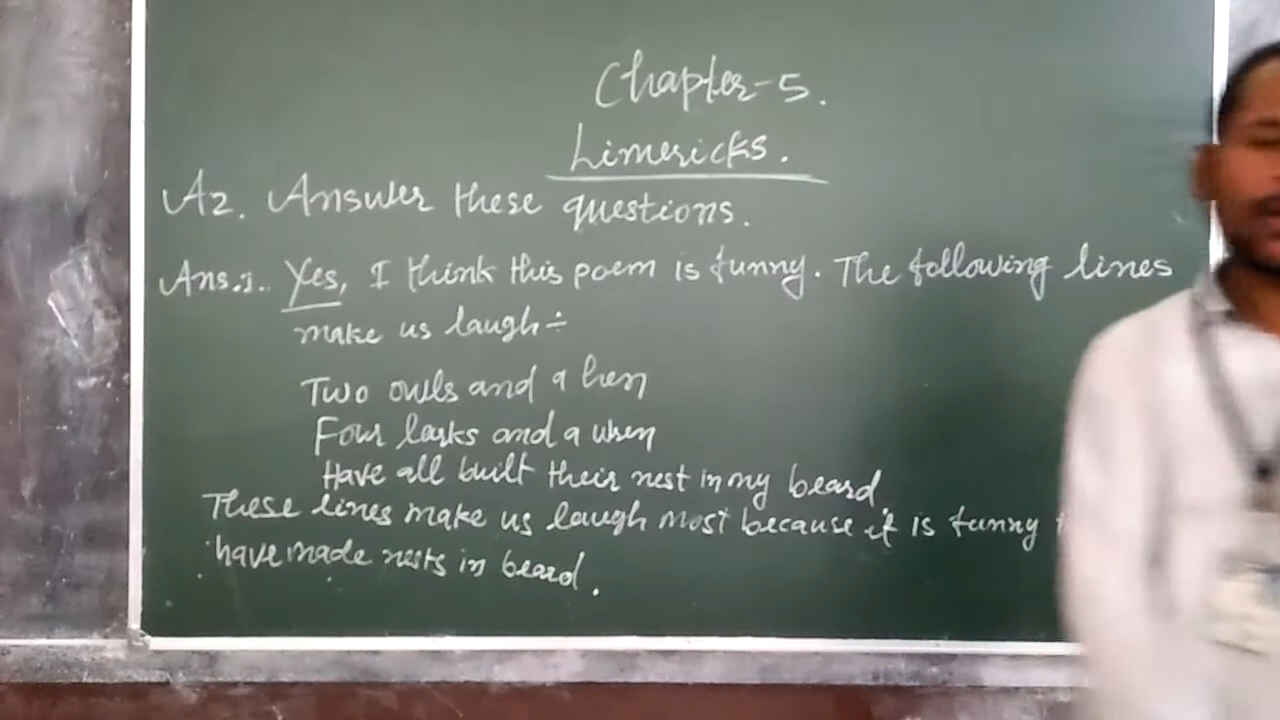 Chapter-5.
Limericks.
A2. Answer these questions.
Ans.1. Yes, I think this poem is funny. The following lines
make us laugh÷
Two owls and a hen
Four larks and a wren
Have all built their nest in my beard.
These lines make us laugh most because it is funny
have made nests in beard.